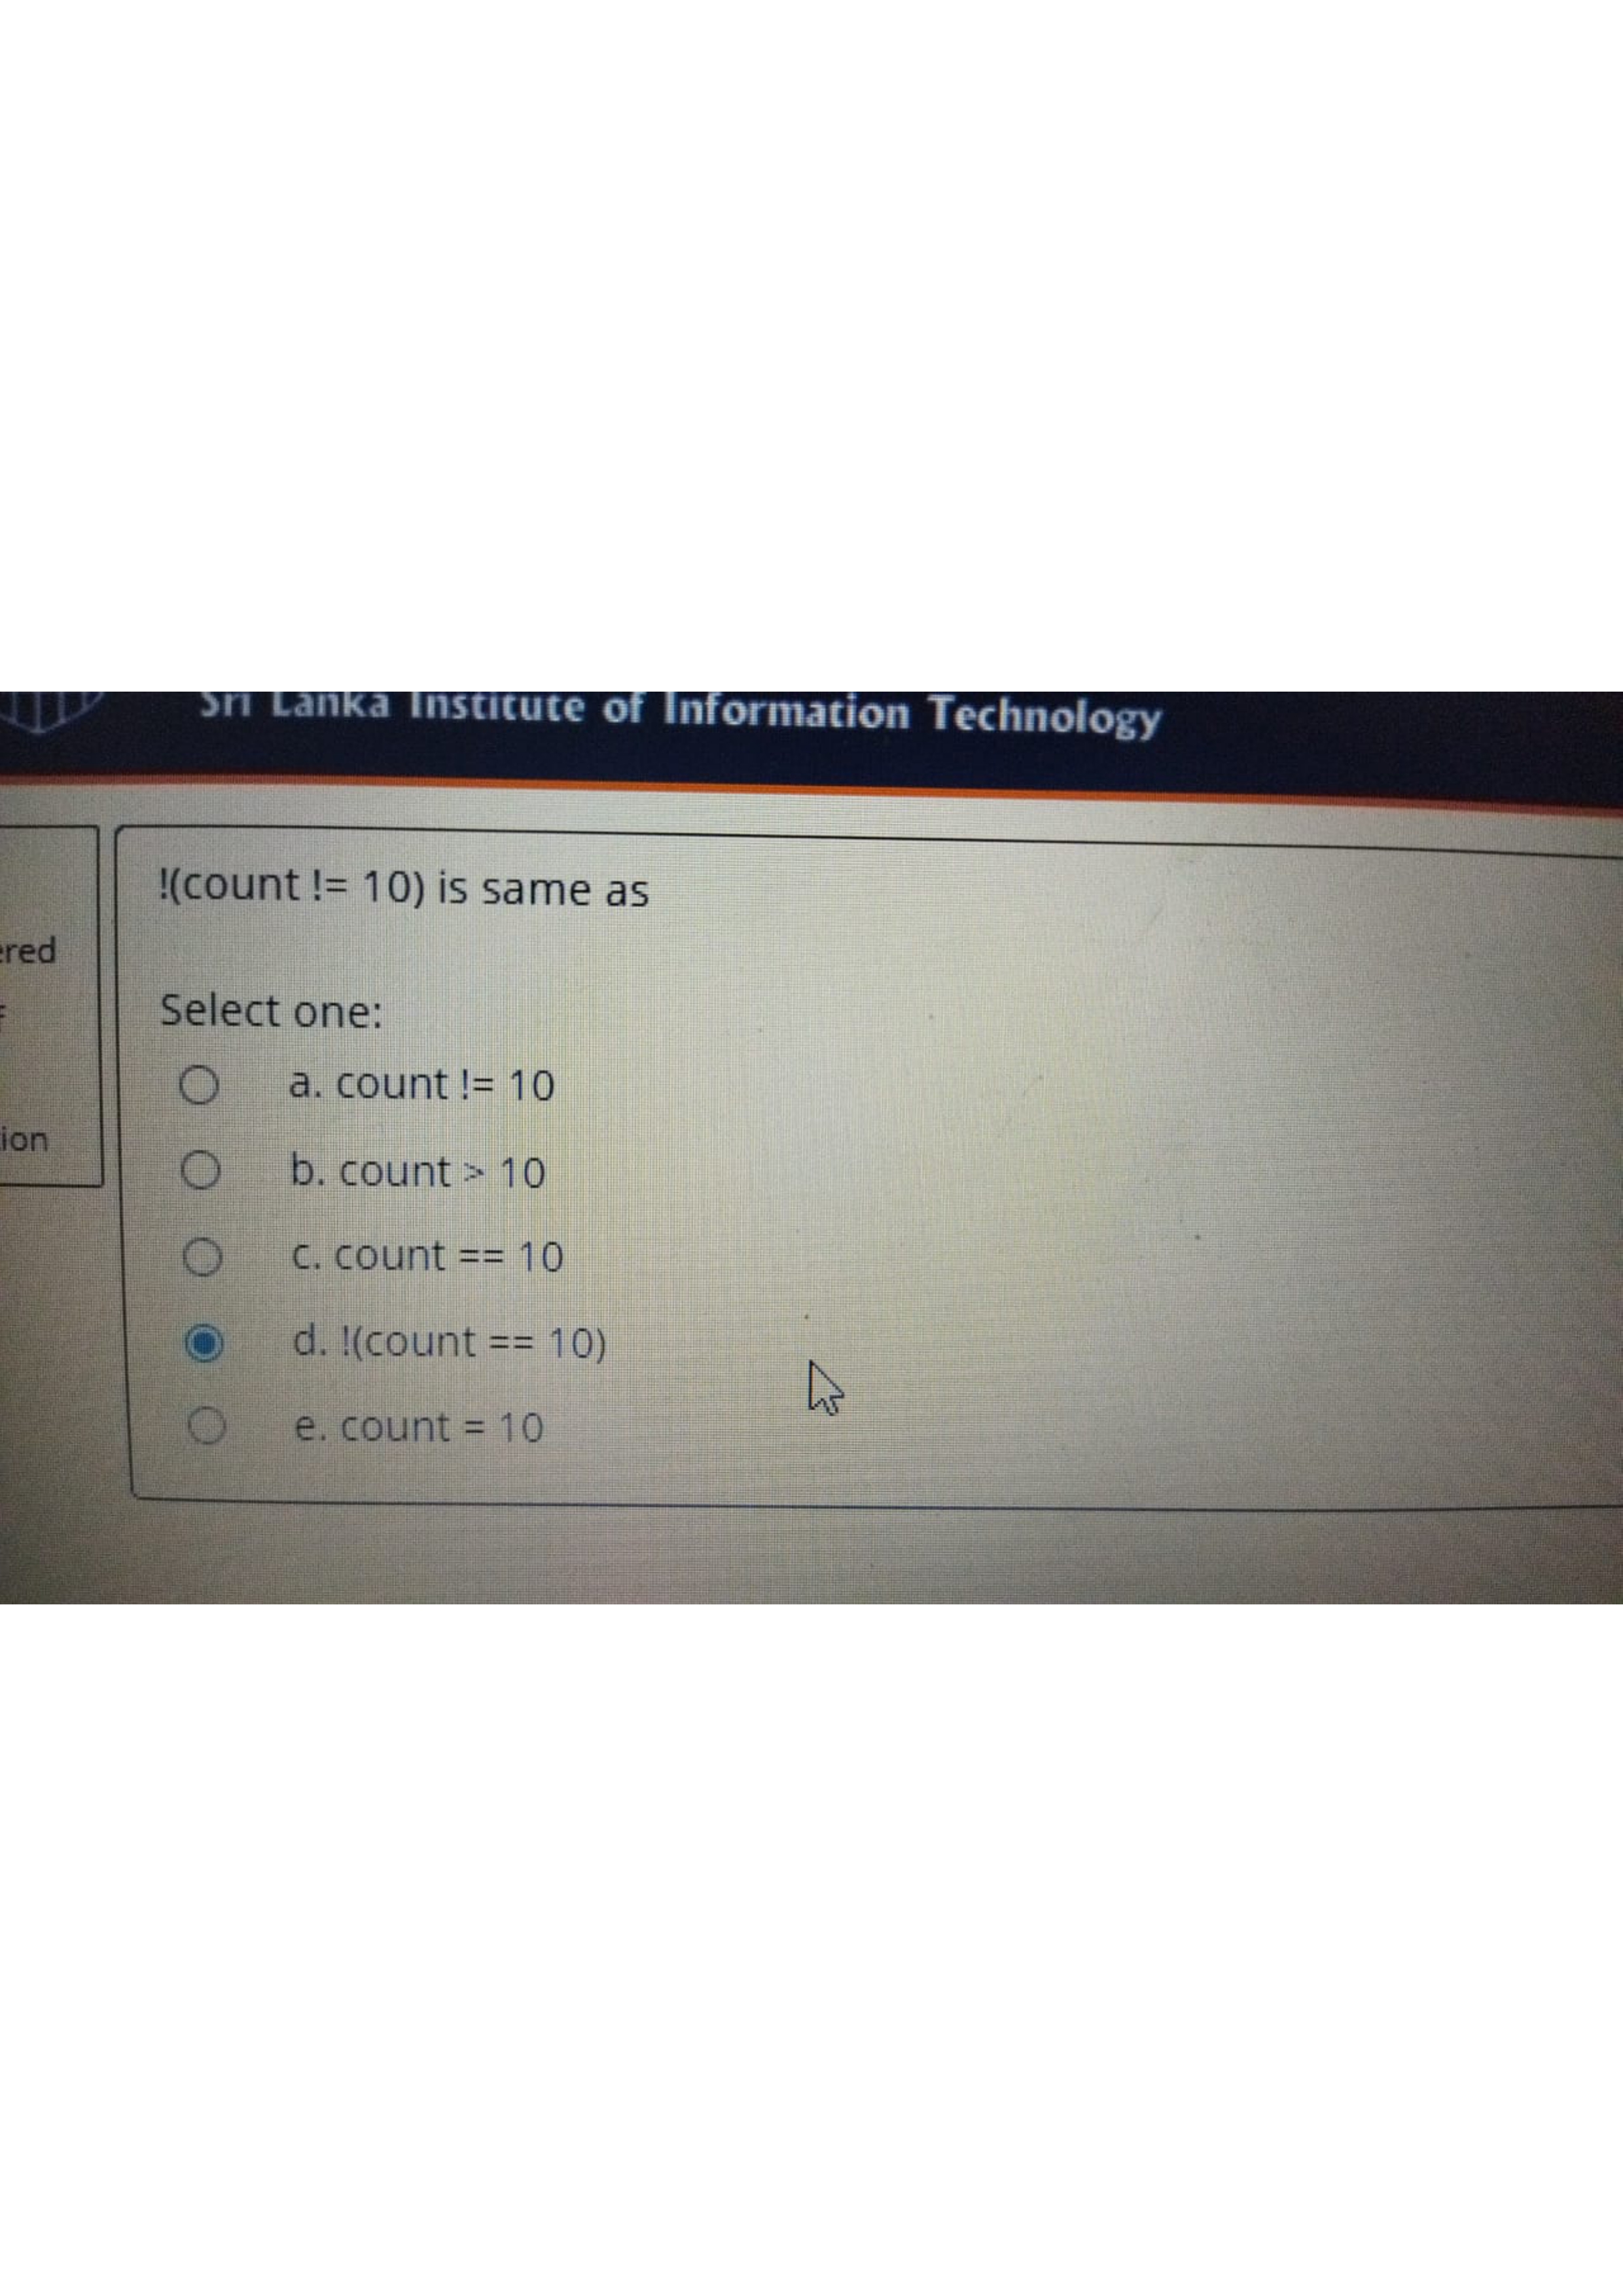 Sri Lanka Institute of Information Technology
!(count != 10) is same as
ered
Select one:
a. count != 10
ion
b. count > 10
c. count == 10
d. !(count == 10)
e. count = 10